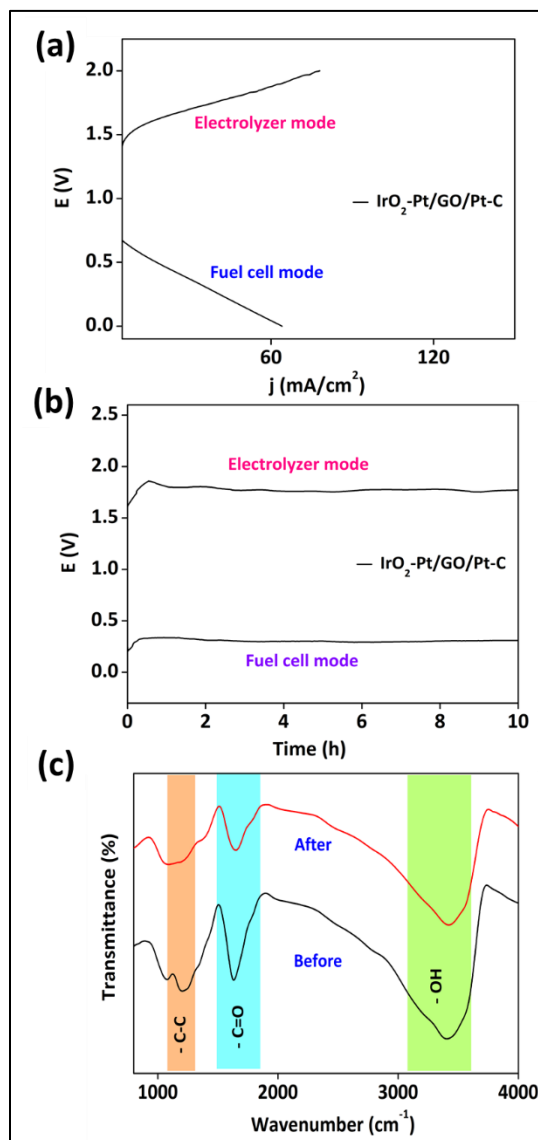 (a)
2.0
1.5
1.0
0.5
0.0
E (V)
Electrolyzer mode
— IrO₂-Pt/GO/Pt-C
Fuel cell mode
60 120
j (mA/cm²)
(b)
2.5
2.0
1.5
1.0
0.5
0.0
E (V)
Electrolyzer mode
— IrO₂-Pt/GO/Pt-C
Fuel cell mode
0 2 4 6 8 10
Time (h)
(c)
Transmittance (%)
After
Before
- C-C
- C=O
- OH
1000 2000 3000 4000
Wavenumber (cm⁻¹)